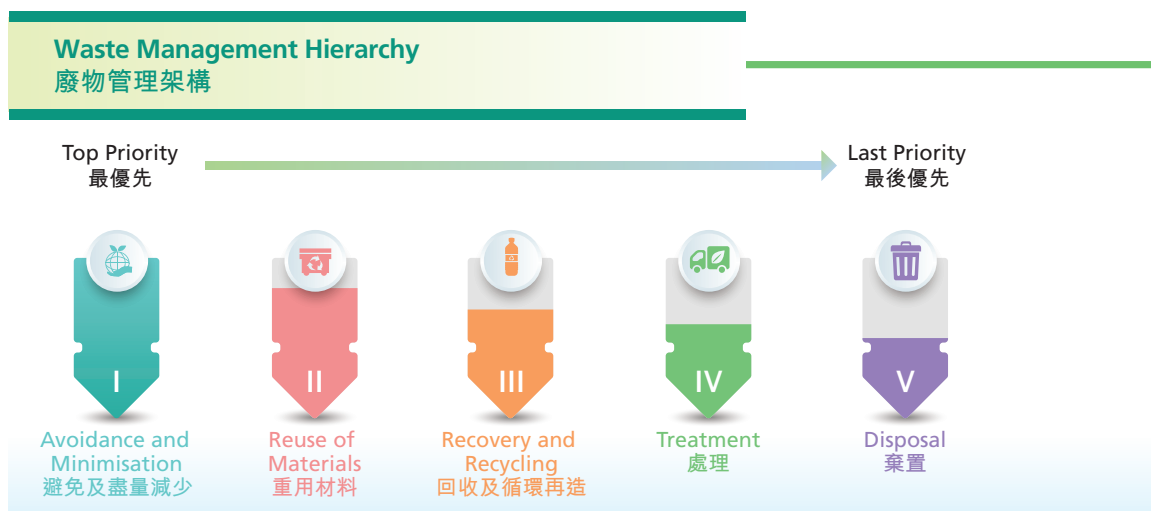 Waste Management Hierarchy
廢物管理架構
Top Priority
最優先
Last Priority
最後優先
I
II
III
IV
V
Avoidance and
Minimisation
避免及盡量減少
Reuse of
Materials
重用材料
Recovery and
Recycling
回收及循環再造
Treatment
處理
Disposal
棄置